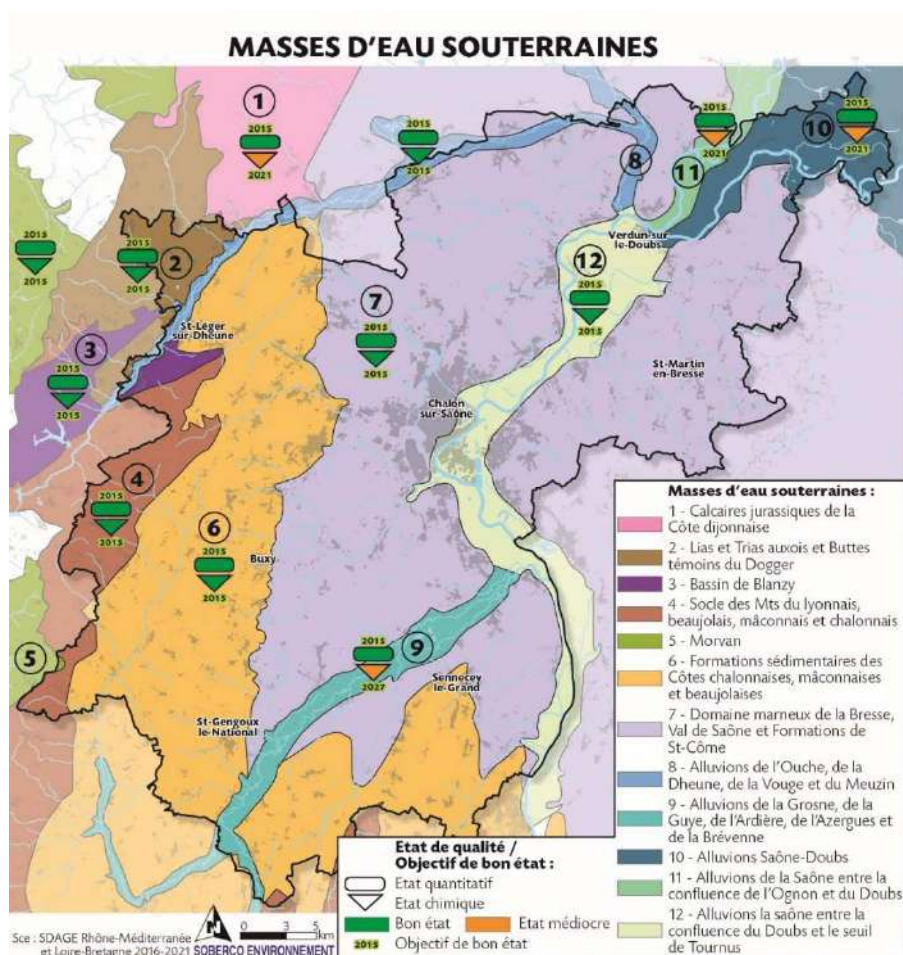 MASSES D'EAU SOUTERRAINES
1
2015
2021
2015
2015
8
2015
2021
11
10
2015
2021
2015
2015
2015
2015
2
Verdun-sur
le-Doubs
12
2015
2015
7
2015
2015
St-Léger
sur-Dheune
3
2015
2015
St-Martin
en-Bresse
Chalon
sur-Saône
4
2015
2015
6
2015
2015
Buxy
5
9
2015
2027
Sennecey
le-Grand
St-Gengoux
le-National
Masses d'eau souterraines :
1 - Calcaires jurassiques de la
Côte dijonnaise
2 - Lias et Trias auxois et Buttes
témoins du Dogger
3 - Bassin de Blanzy
4 - Socle des Mts du lyonnais,
beaujolais, mâconnais et chalonnais
5 - Morvan
6 - Formations sédimentaires des
Côtes chalonnaises, mâconnaises
et beaujolaises
7 - Domaine marneux de la Bresse,
Val de Saône et Formations de
St-Côme
8 - Alluvions de l'Ouche, de la
Dheune, de la Vouge et du Meuzin
9 - Alluvions de la Grosne, de la
Guye, de l'Ardière, de l'Azergues et
de la Brévenne
10 - Alluvions Saône-Doubs
11 - Alluvions de la Saône entre la
confluence de l'Ognon et du Doubs
12 - Alluvions la saône entre la
confluence du Doubs et le seuil
de Tournus
Etat de qualité /
Objectif de bon état :
Etat quantitatif
Etat chimique
Bon état
Etat médiocre
2015 Objectif de bon état
N
0 3 5
km
Sce : SDAGE Rhône-Méditerranée
et Loire-Bretagne 2016-2021
SOBERCO ENVIRONNEMENT